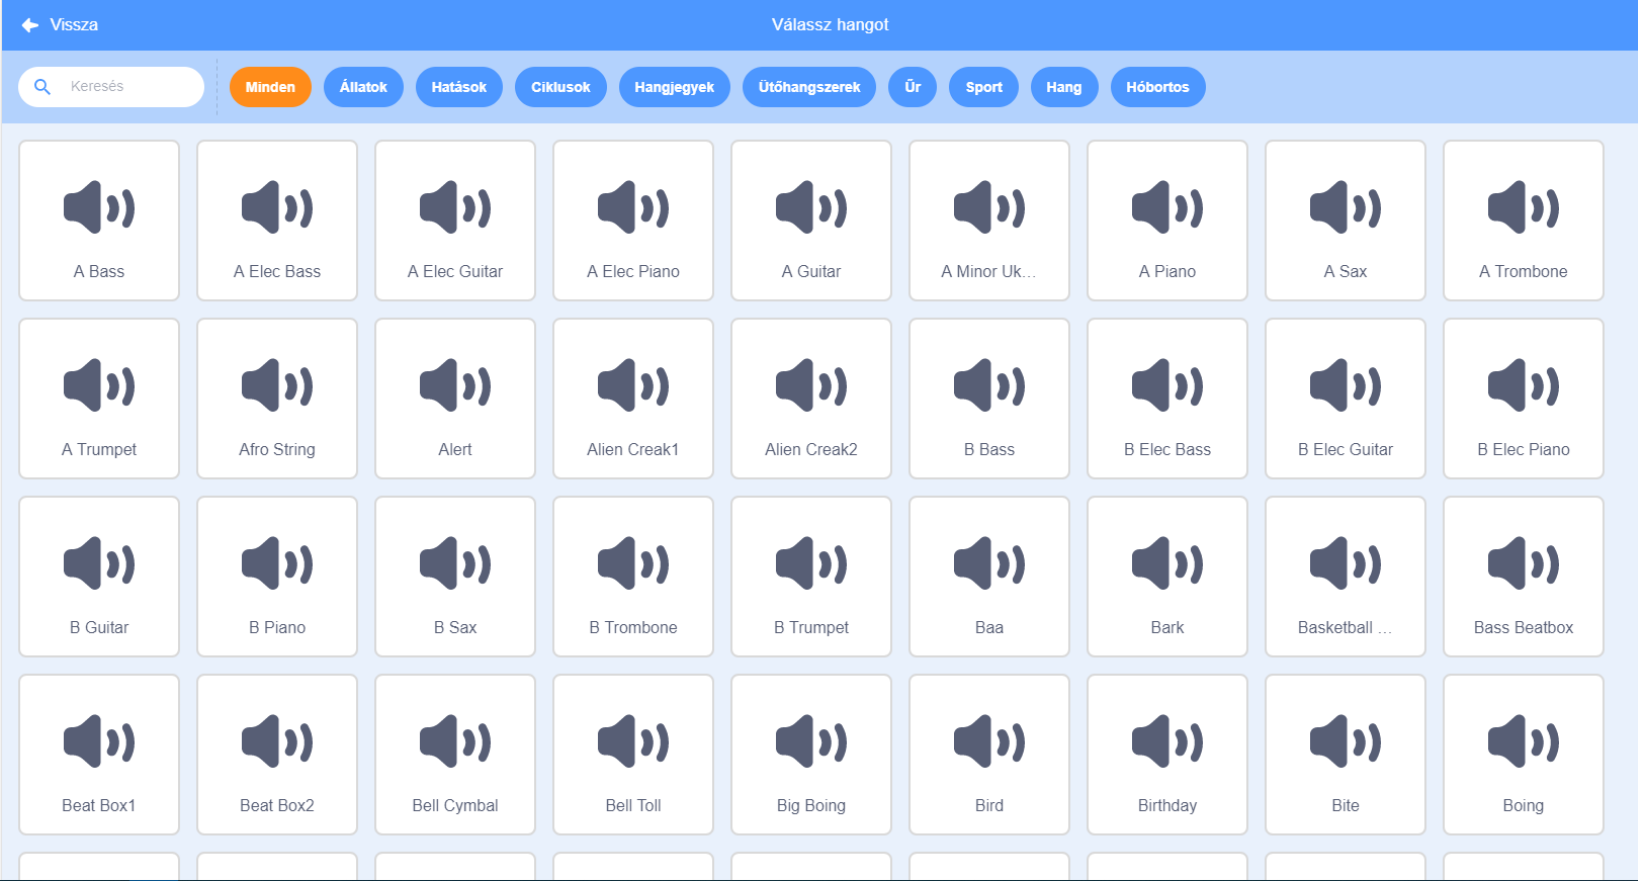 Vissza
Válassz hangot
Keresés
Minden
Állatok
Hatások
Ciklusok
Hangjegyek
Ütőhangszerek
Űr
Sport
Hang
Hóbortos
A Bass
A Elec Bass
A Elec Guitar
A Elec Piano
A Guitar
A Minor Uk...
A Piano
A Sax
A Trombone
A Trumpet
Afro String
Alert
Alien Creak1
Alien Creak2
B Bass
B Elec Bass
B Elec Guitar
B Elec Piano
B Guitar
B Piano
B Sax
B Trombone
B Trumpet
Baa
Bark
Basketball ...
Bass Beatbox
Beat Box1
Beat Box2
Bell Cymbal
Bell Toll
Big Boing
Bird
Birthday
Bite
Boing